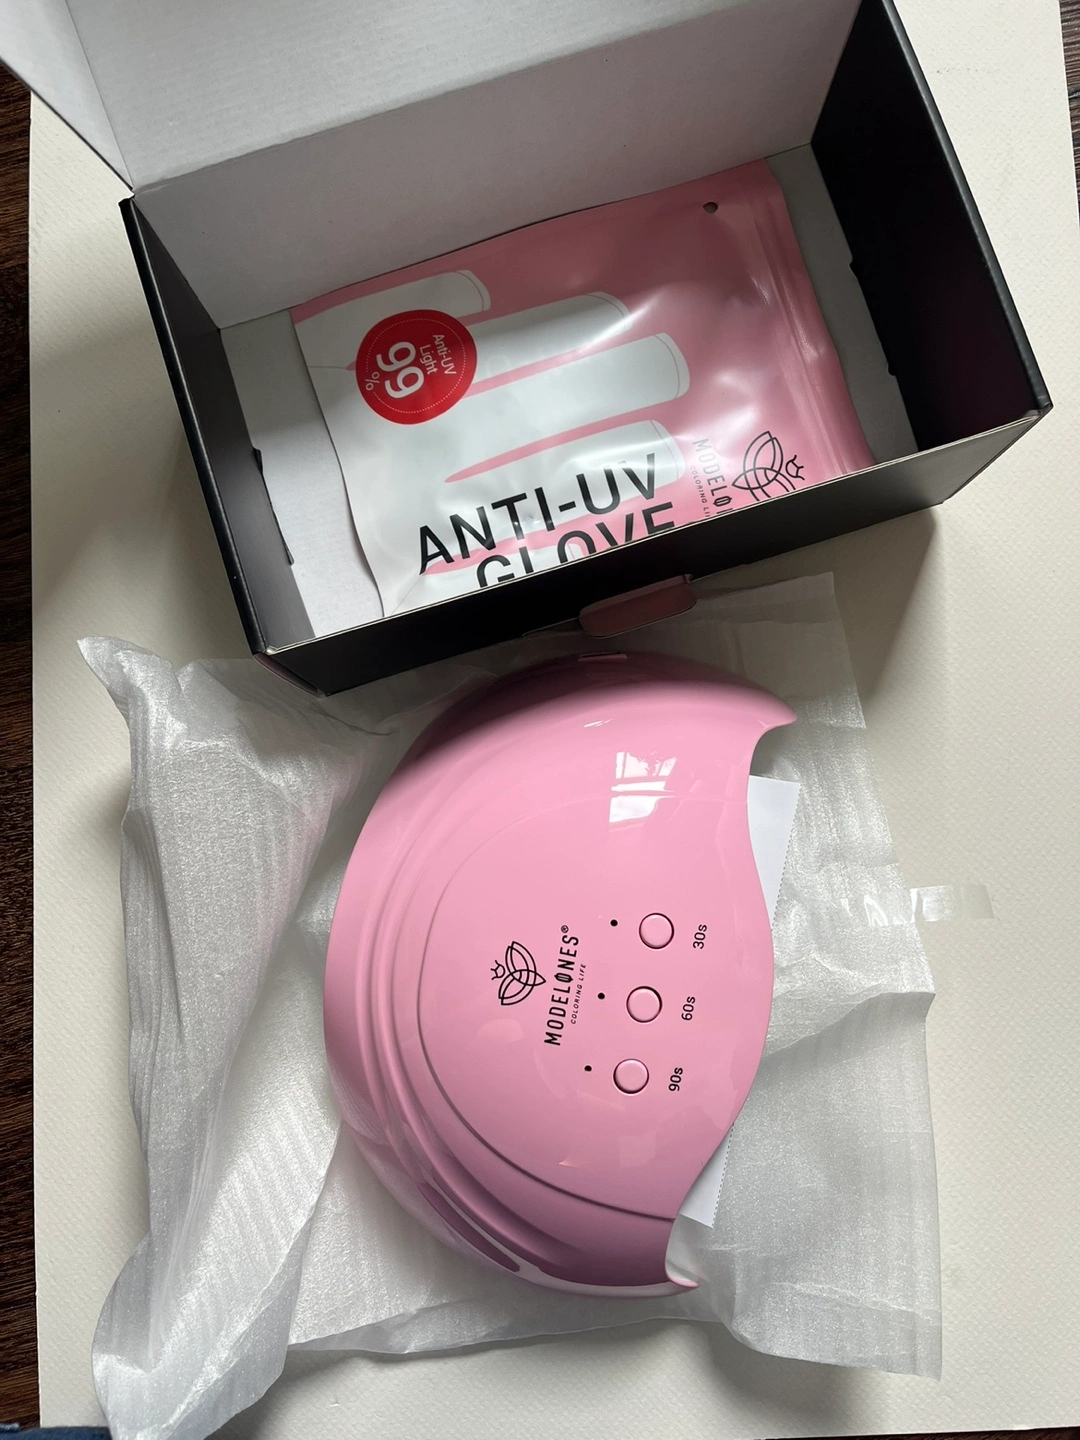 Anti-UV
Light
99%
ANTI-UV
GLOVE
MODELONES
COLORING LIFE
MODELONES®
COLORING LIFE
30s
60s
90s